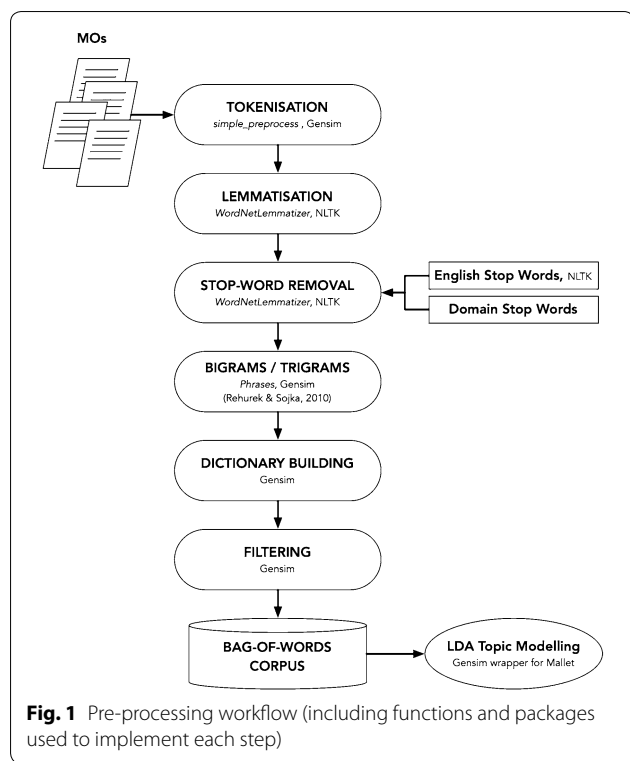 MOs
TOKENISATION
simple_preprocess , Gensim
LEMMATISATION
WordNetLemmatizer, NLTK
STOP-WORD REMOVAL
WordNetLemmatizer, NLTK
English Stop Words, NLTK
Domain Stop Words
BIGRAMS / TRIGRAMS
Phrases, Gensim
(Rehurek & Sojka, 2010)
DICTIONARY BUILDING
Gensim
FILTERING
Gensim
BAG-OF-WORDS
CORPUS
LDA Topic Modelling
Gensim wrapper for Mallet
Fig. 1 Pre-processing workflow (including functions and packages
used to implement each step)